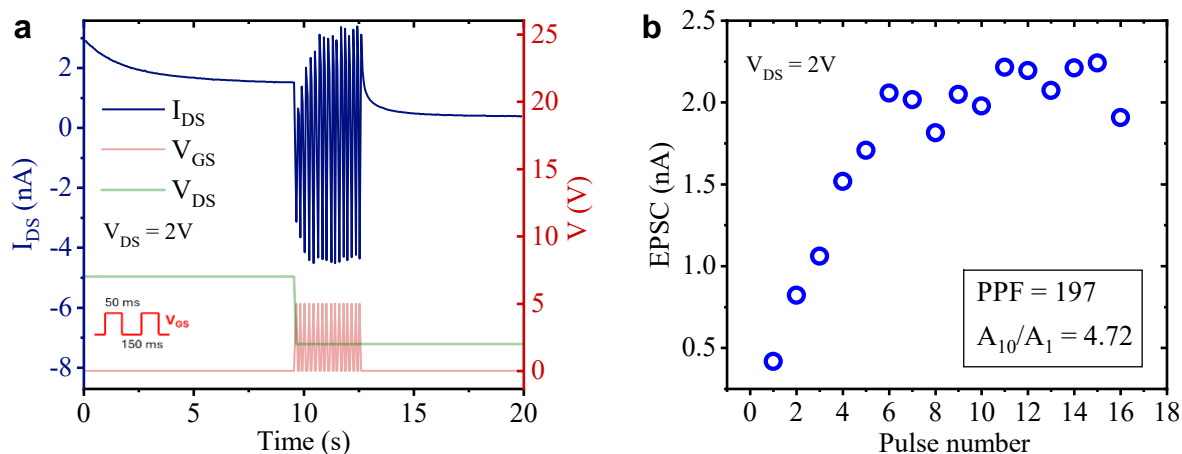 a
I_DS (nA)
2
0
-2
-4
-6
-8
I_DS
V_GS
V_DS
V_DS = 2V
50 ms
V_GS
150 ms
0
5
10
15
20
Time (s)
25
20
15
10
5
0
V (V)
b
EPSC (nA)
2.5
2.0
1.5
1.0
0.5
V_DS = 2V
PPF = 197
A_10/A_1 = 4.72
0
2
4
6
8
10
12
14
16
18
Pulse number